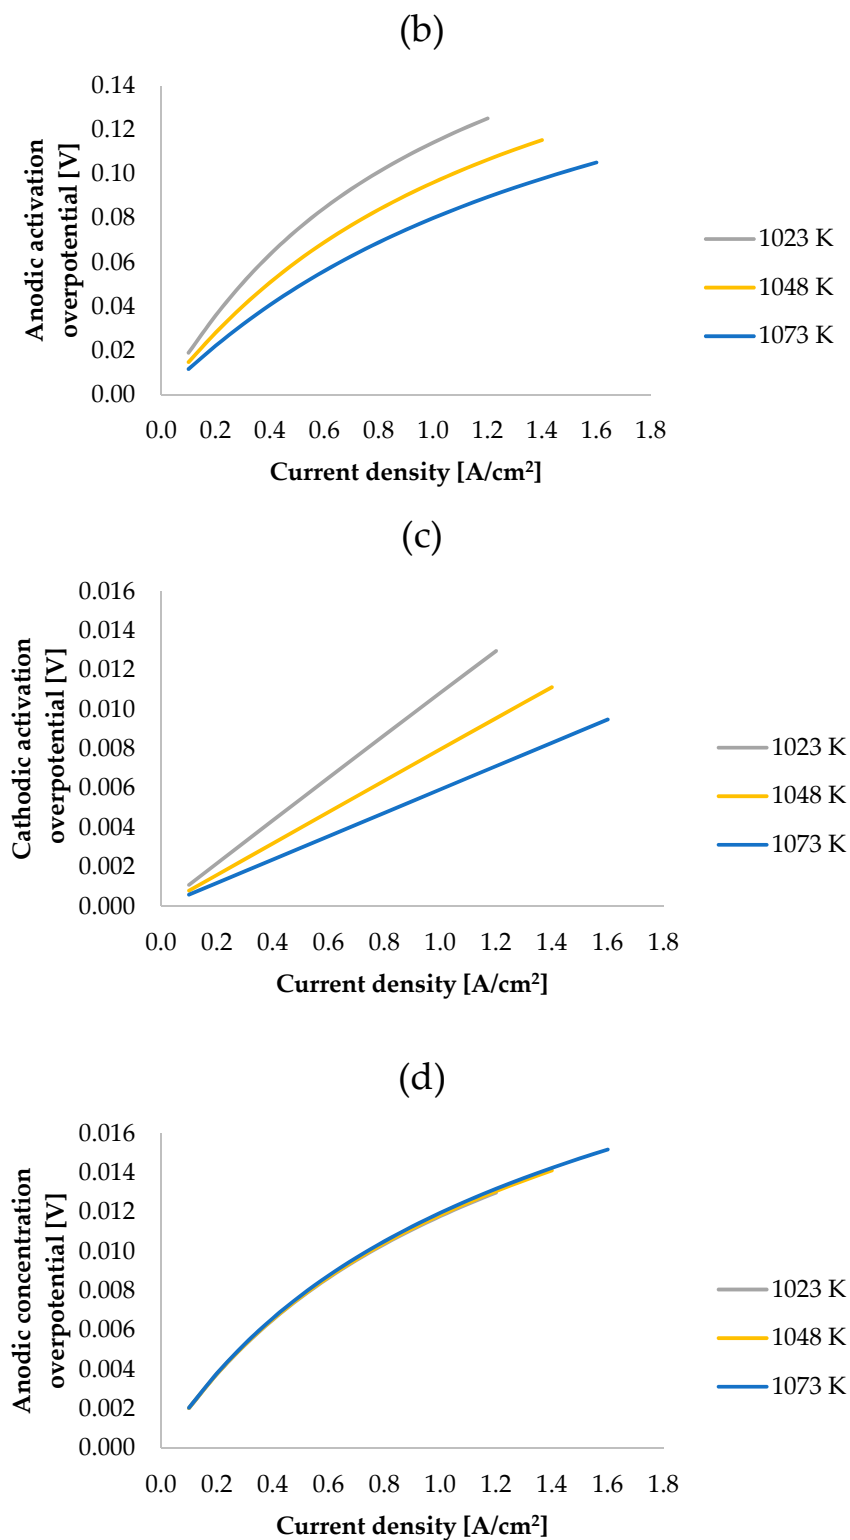 (b)
Anodic activation
overpotential [V]
0.14
0.12
0.10
0.08
0.06
0.04
0.02
0.00
0.0 0.2 0.4 0.6 0.8 1.0 1.2 1.4 1.6 1.8
Current density [A/cm²]
1023 K
1048 K
1073 K
(c)
Cathodic activation
overpotential [V]
0.016
0.014
0.012
0.010
0.008
0.006
0.004
0.002
0.000
0.0 0.2 0.4 0.6 0.8 1.0 1.2 1.4 1.6 1.8
Current density [A/cm²]
1023 K
1048 K
1073 K
(d)
Anodic concentration
overpotential [V]
0.016
0.014
0.012
0.010
0.008
0.006
0.004
0.002
0.000
0.0 0.2 0.4 0.6 0.8 1.0 1.2 1.4 1.6 1.8
Current density [A/cm²]
1023 K
1048 K
1073 K